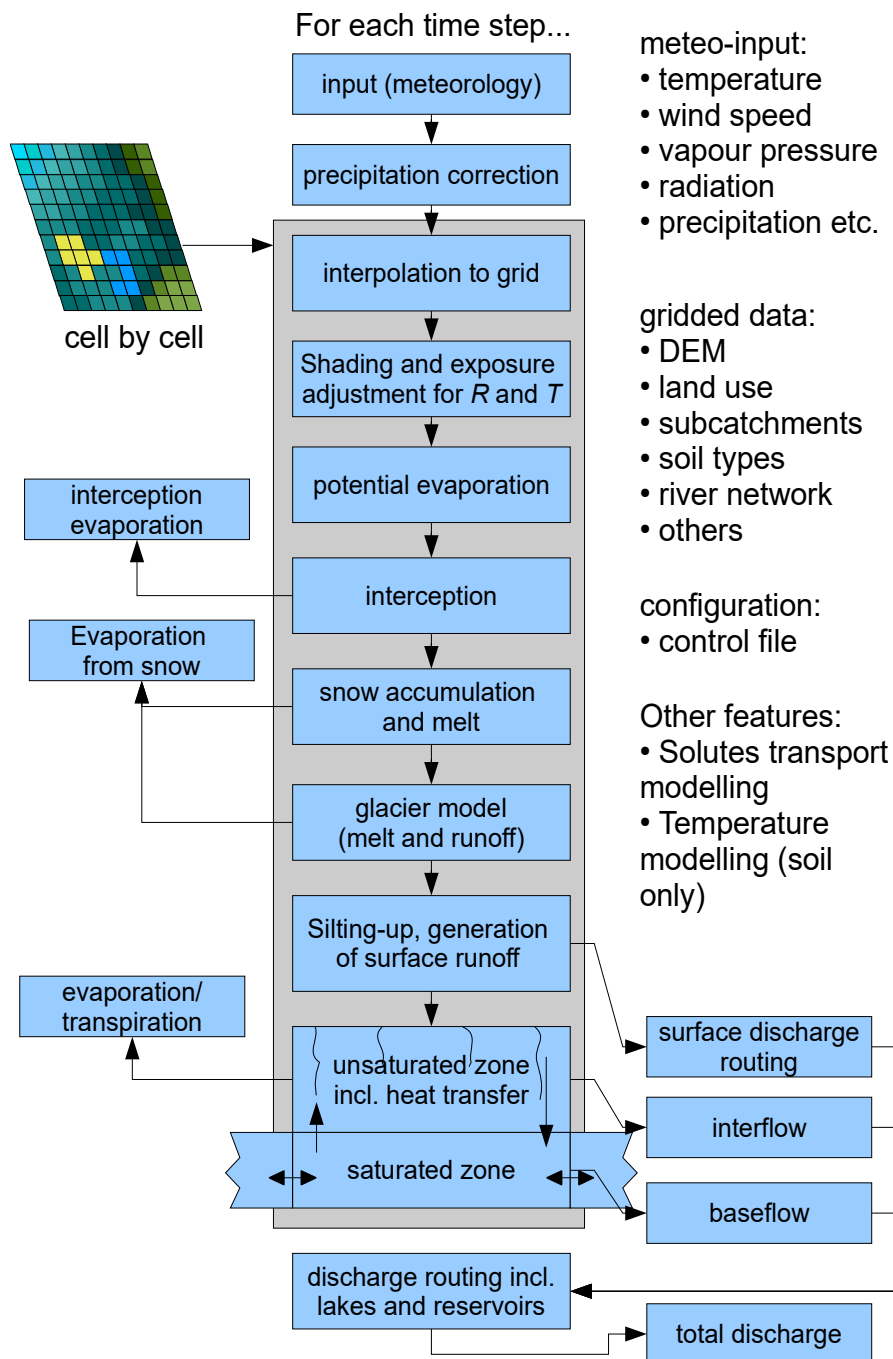 For each time step...
input (meteorology)
precipitation correction
cell by cell
interpolation to grid
Shading and exposure
adjustment for R and T
potential evaporation
interception
evaporation
interception
Evaporation
from snow
snow accumulation
and melt
glacier model
(melt and runoff)
Silting-up, generation
of surface runoff
evaporation/
transpiration
unsaturated zone
incl. heat transfer
saturated zone
surface discharge
routing
interflow
baseflow
discharge routing incl.
lakes and reservoirs
total discharge
meteo-input:
• temperature
• wind speed
• vapour pressure
• radiation
• precipitation etc.
gridded data:
• DEM
• land use
• subcatchments
• soil types
• river network
• others
configuration:
• control file
Other features:
• Solutes transport
modelling
• Temperature
modelling (soil
only)